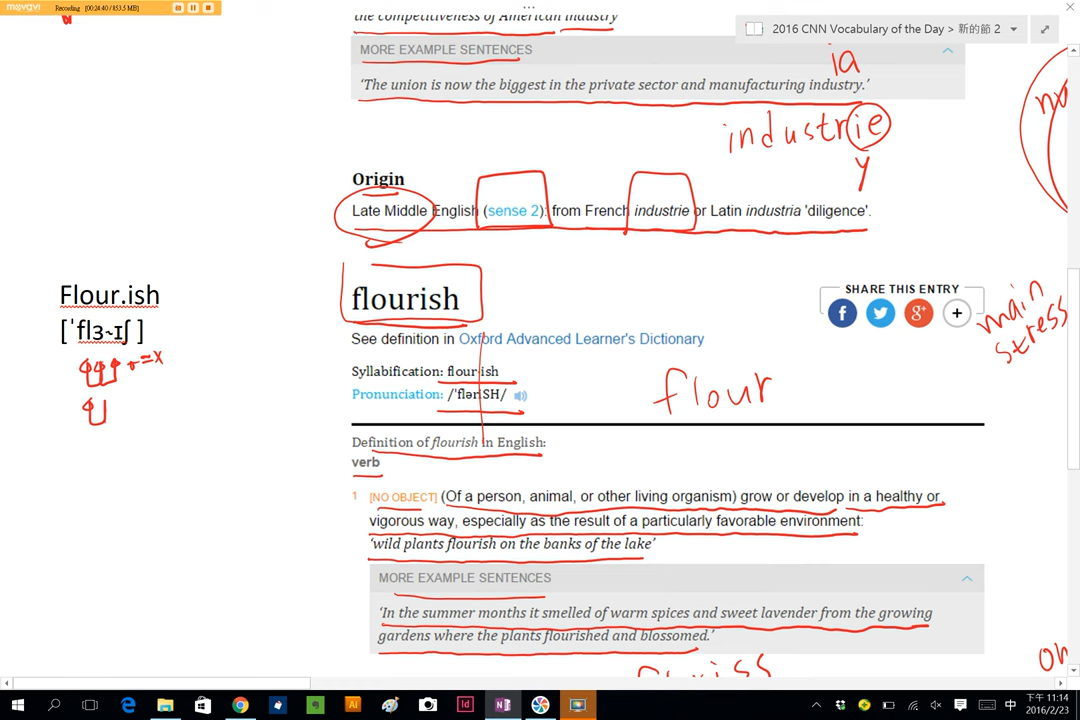 movavi Recording [00:24:40 / 853.5 MB]
the competitiveness of American industry
2016 CNN Vocabulary of the Day > 新的節 2
MORE EXAMPLE SENTENCES
ia
'The union is now the biggest in the private sector and manufacturing industry.'
industrie
y
Origin
Late Middle English (sense 2): from French industrie or Latin industria 'diligence'.
Flour.ish
flourish
SHARE THIS ENTRY
main
stress
[ˈflɝ·ɪʃ ]
See definition in Oxford Advanced Learner's Dictionary
Syllabification: flour·ish
Pronunciation: /ˈfləriSH/
flour
Definition of flourish in English:
verb
1 [NO OBJECT] (Of a person, animal, or other living organism) grow or develop in a healthy or
vigorous way, especially as the result of a particularly favorable environment:
'wild plants flourish on the banks of the lake'
MORE EXAMPLE SENTENCES
'In the summer months it smelled of warm spices and sweet lavender from the growing
gardens where the plants flourished and blossomed.'
下午 11:14
中
2016/2/23